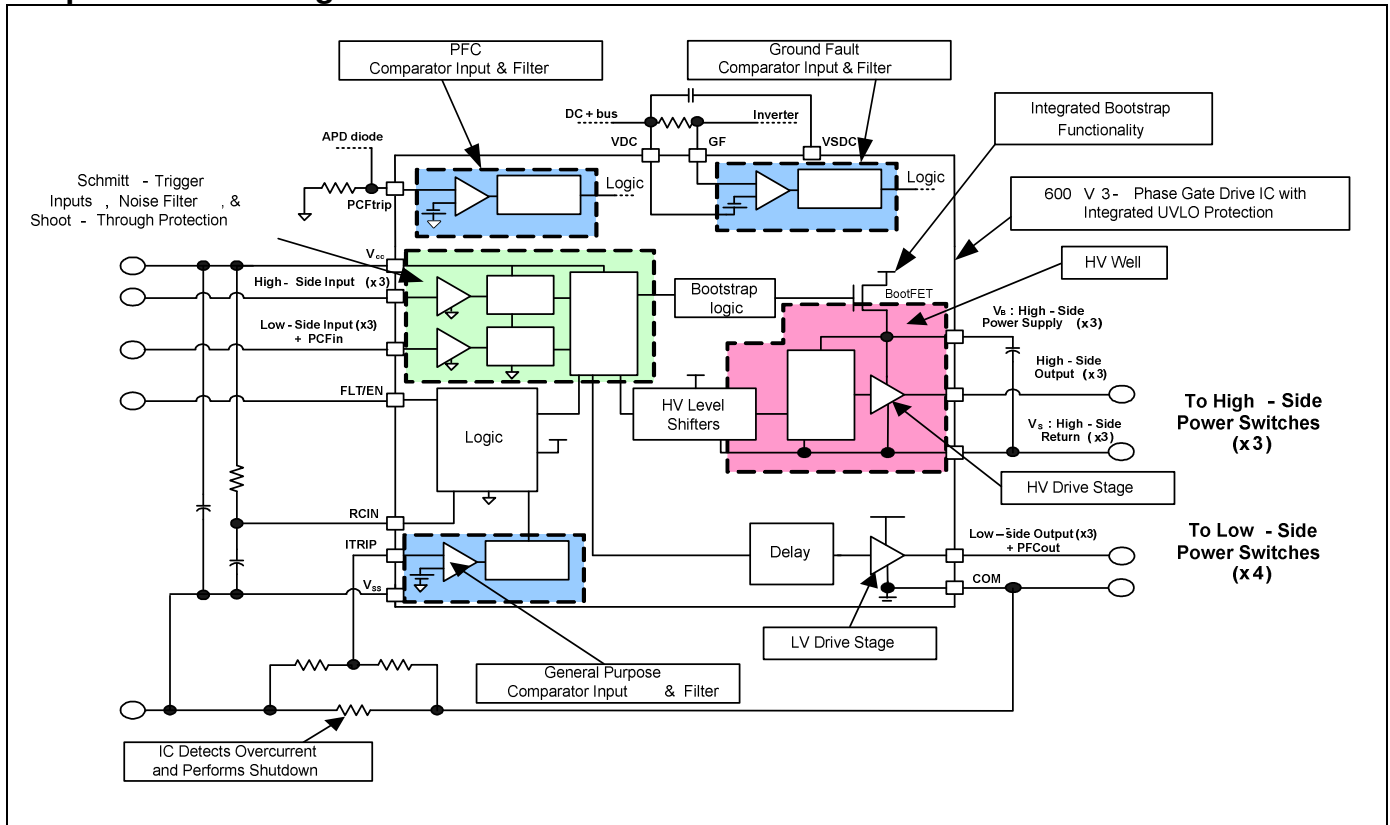 PFC
Comparator Input & Filter
Ground Fault
Comparator Input & Filter
Integrated Bootstrap
Functionality
DC + bus
Inverter
VDC
GF
VSDC
APD diode
PCFtrip
Logic
Logic
Schmitt - Trigger
Inputs , Noise Filter , &
Shoot - Through Protection
600 V 3 - Phase Gate Drive IC with
Integrated UVLO Protection
HV Well
Vcc
High - Side Input (x3)
Low - Side Input (x3)
+ PCFin
FLT/EN
Bootstrap
logic
BootFET
VB : High - Side
Power Supply (x3)
High - Side
Output (x3)
VS : High - Side
Return (x3)
To High - Side
Power Switches
(x3)
HV Level
Shifters
Logic
HV Drive Stage
RCIN
ITRIP
Vss
Delay
Low – side Output (x3)
+ PFCout
COM
To Low - Side
Power Switches
(x4)
LV Drive Stage
General Purpose
Comparator Input & Filter
IC Detects Overcurrent
and Performs Shutdown